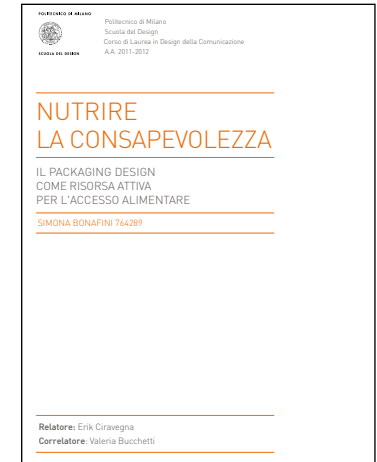 POLITECNICO DI MILANO
SCUOLA DEL DESIGN
Politecnico di Milano
Scuola del Design
Corso di Laurea in Design della Comunicazione
A.A. 2011-2012
NUTRIRE
LA CONSAPEVOLEZZA
IL PACKAGING DESIGN
COME RISORSA ATTIVA
PER L'ACCESSO ALIMENTARE
SIMONA BONAFINI 764289
Relatore: Erik Ciravegna
Correlatore: Valeria Bucchetti